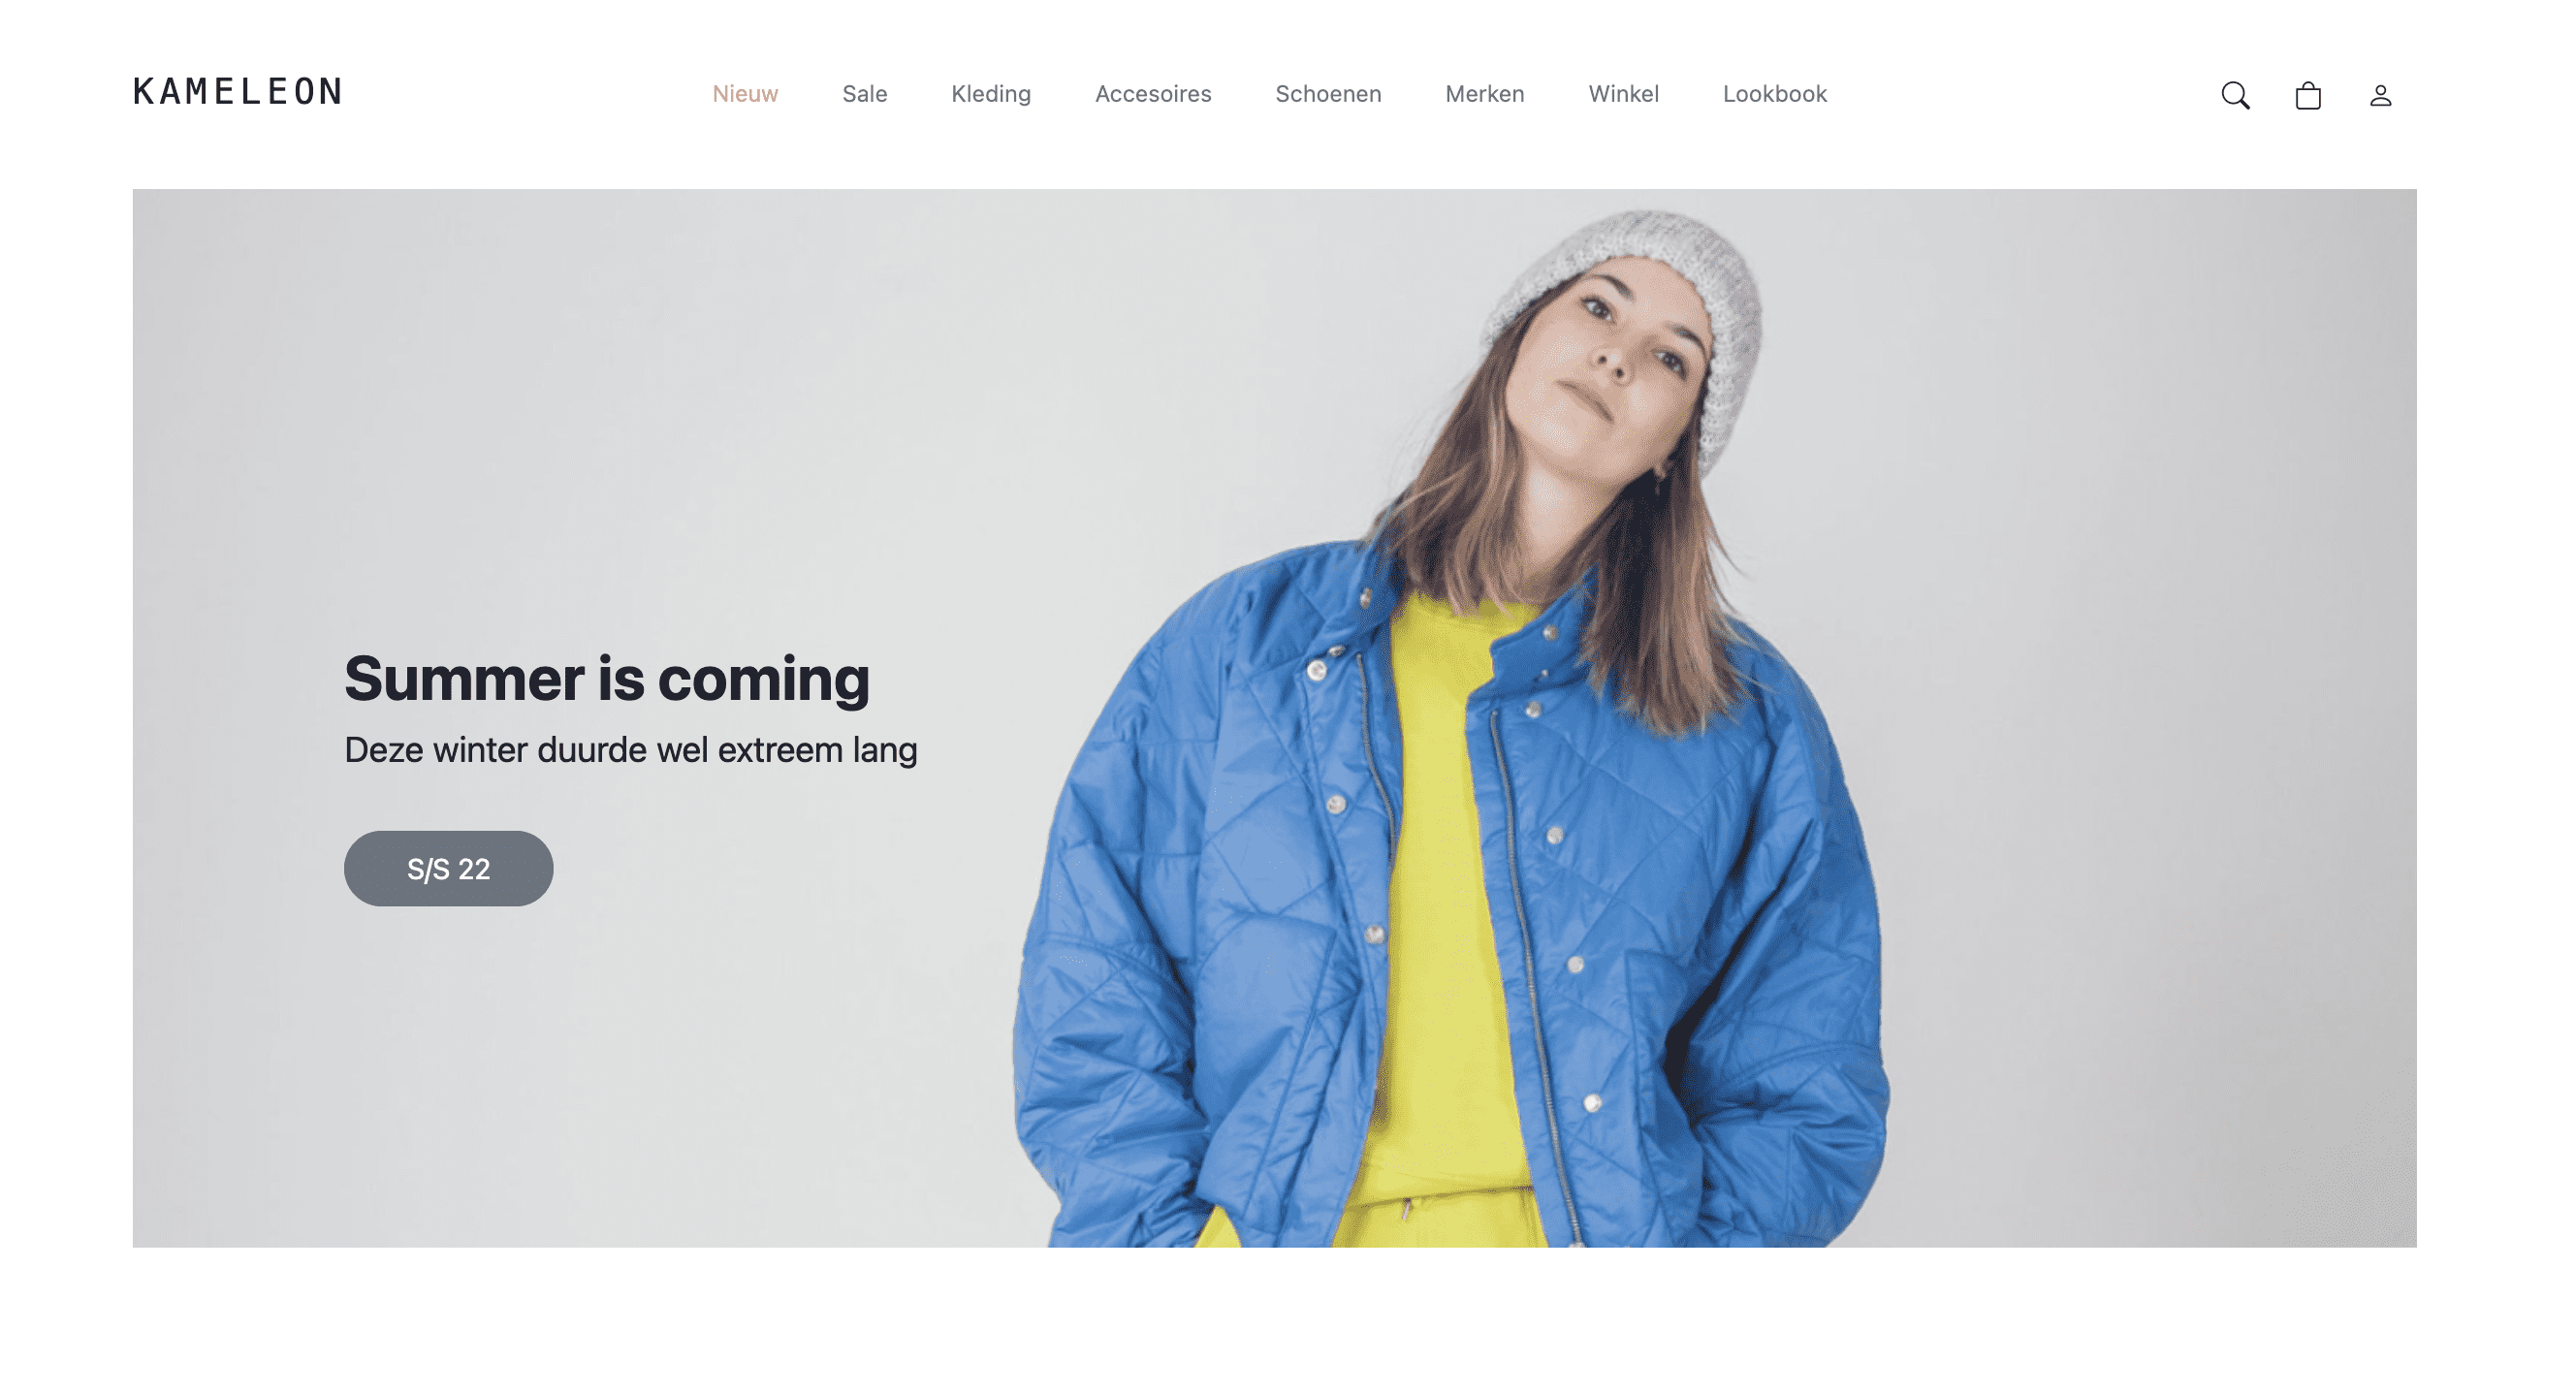 KAMELEON
Nieuw Sale Kleding Accesoires Schoenen Merken Winkel Lookbook
Summer is coming
Deze winter duurde wel extreem lang
S/S 22